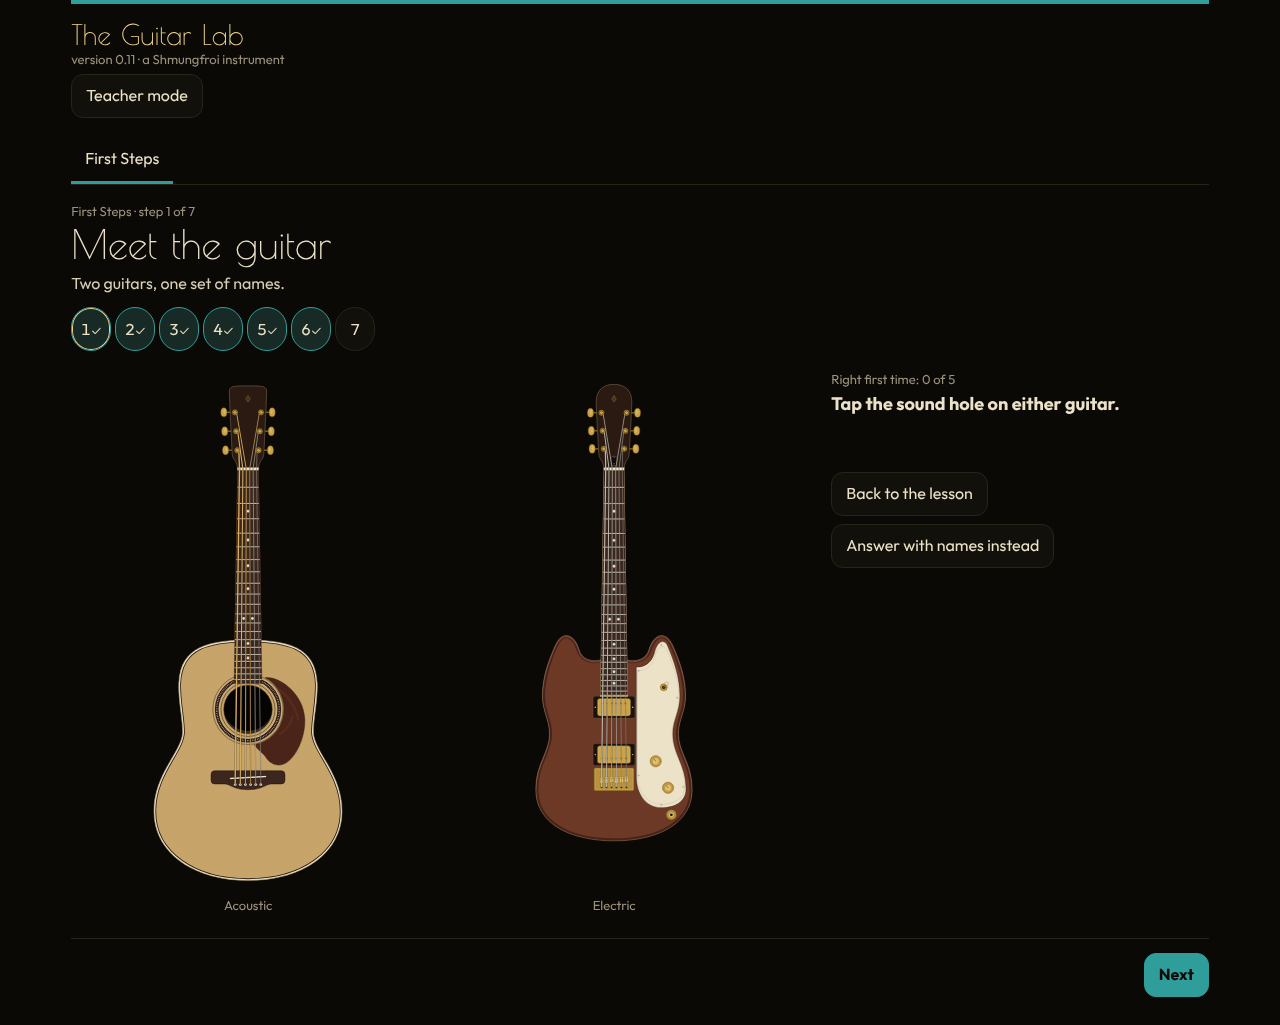 The Guitar Lab
version 0.11 · a Shmungfroi instrument
Teacher mode
First Steps
First Steps · step 1 of 7
Meet the guitar
Two guitars, one set of names.
1✓ 2✓ 3✓ 4✓ 5✓ 6✓ 7
Right first time: 0 of 5
Tap the sound hole on either guitar.
Back to the lesson
Answer with names instead
Acoustic
Electric
Next